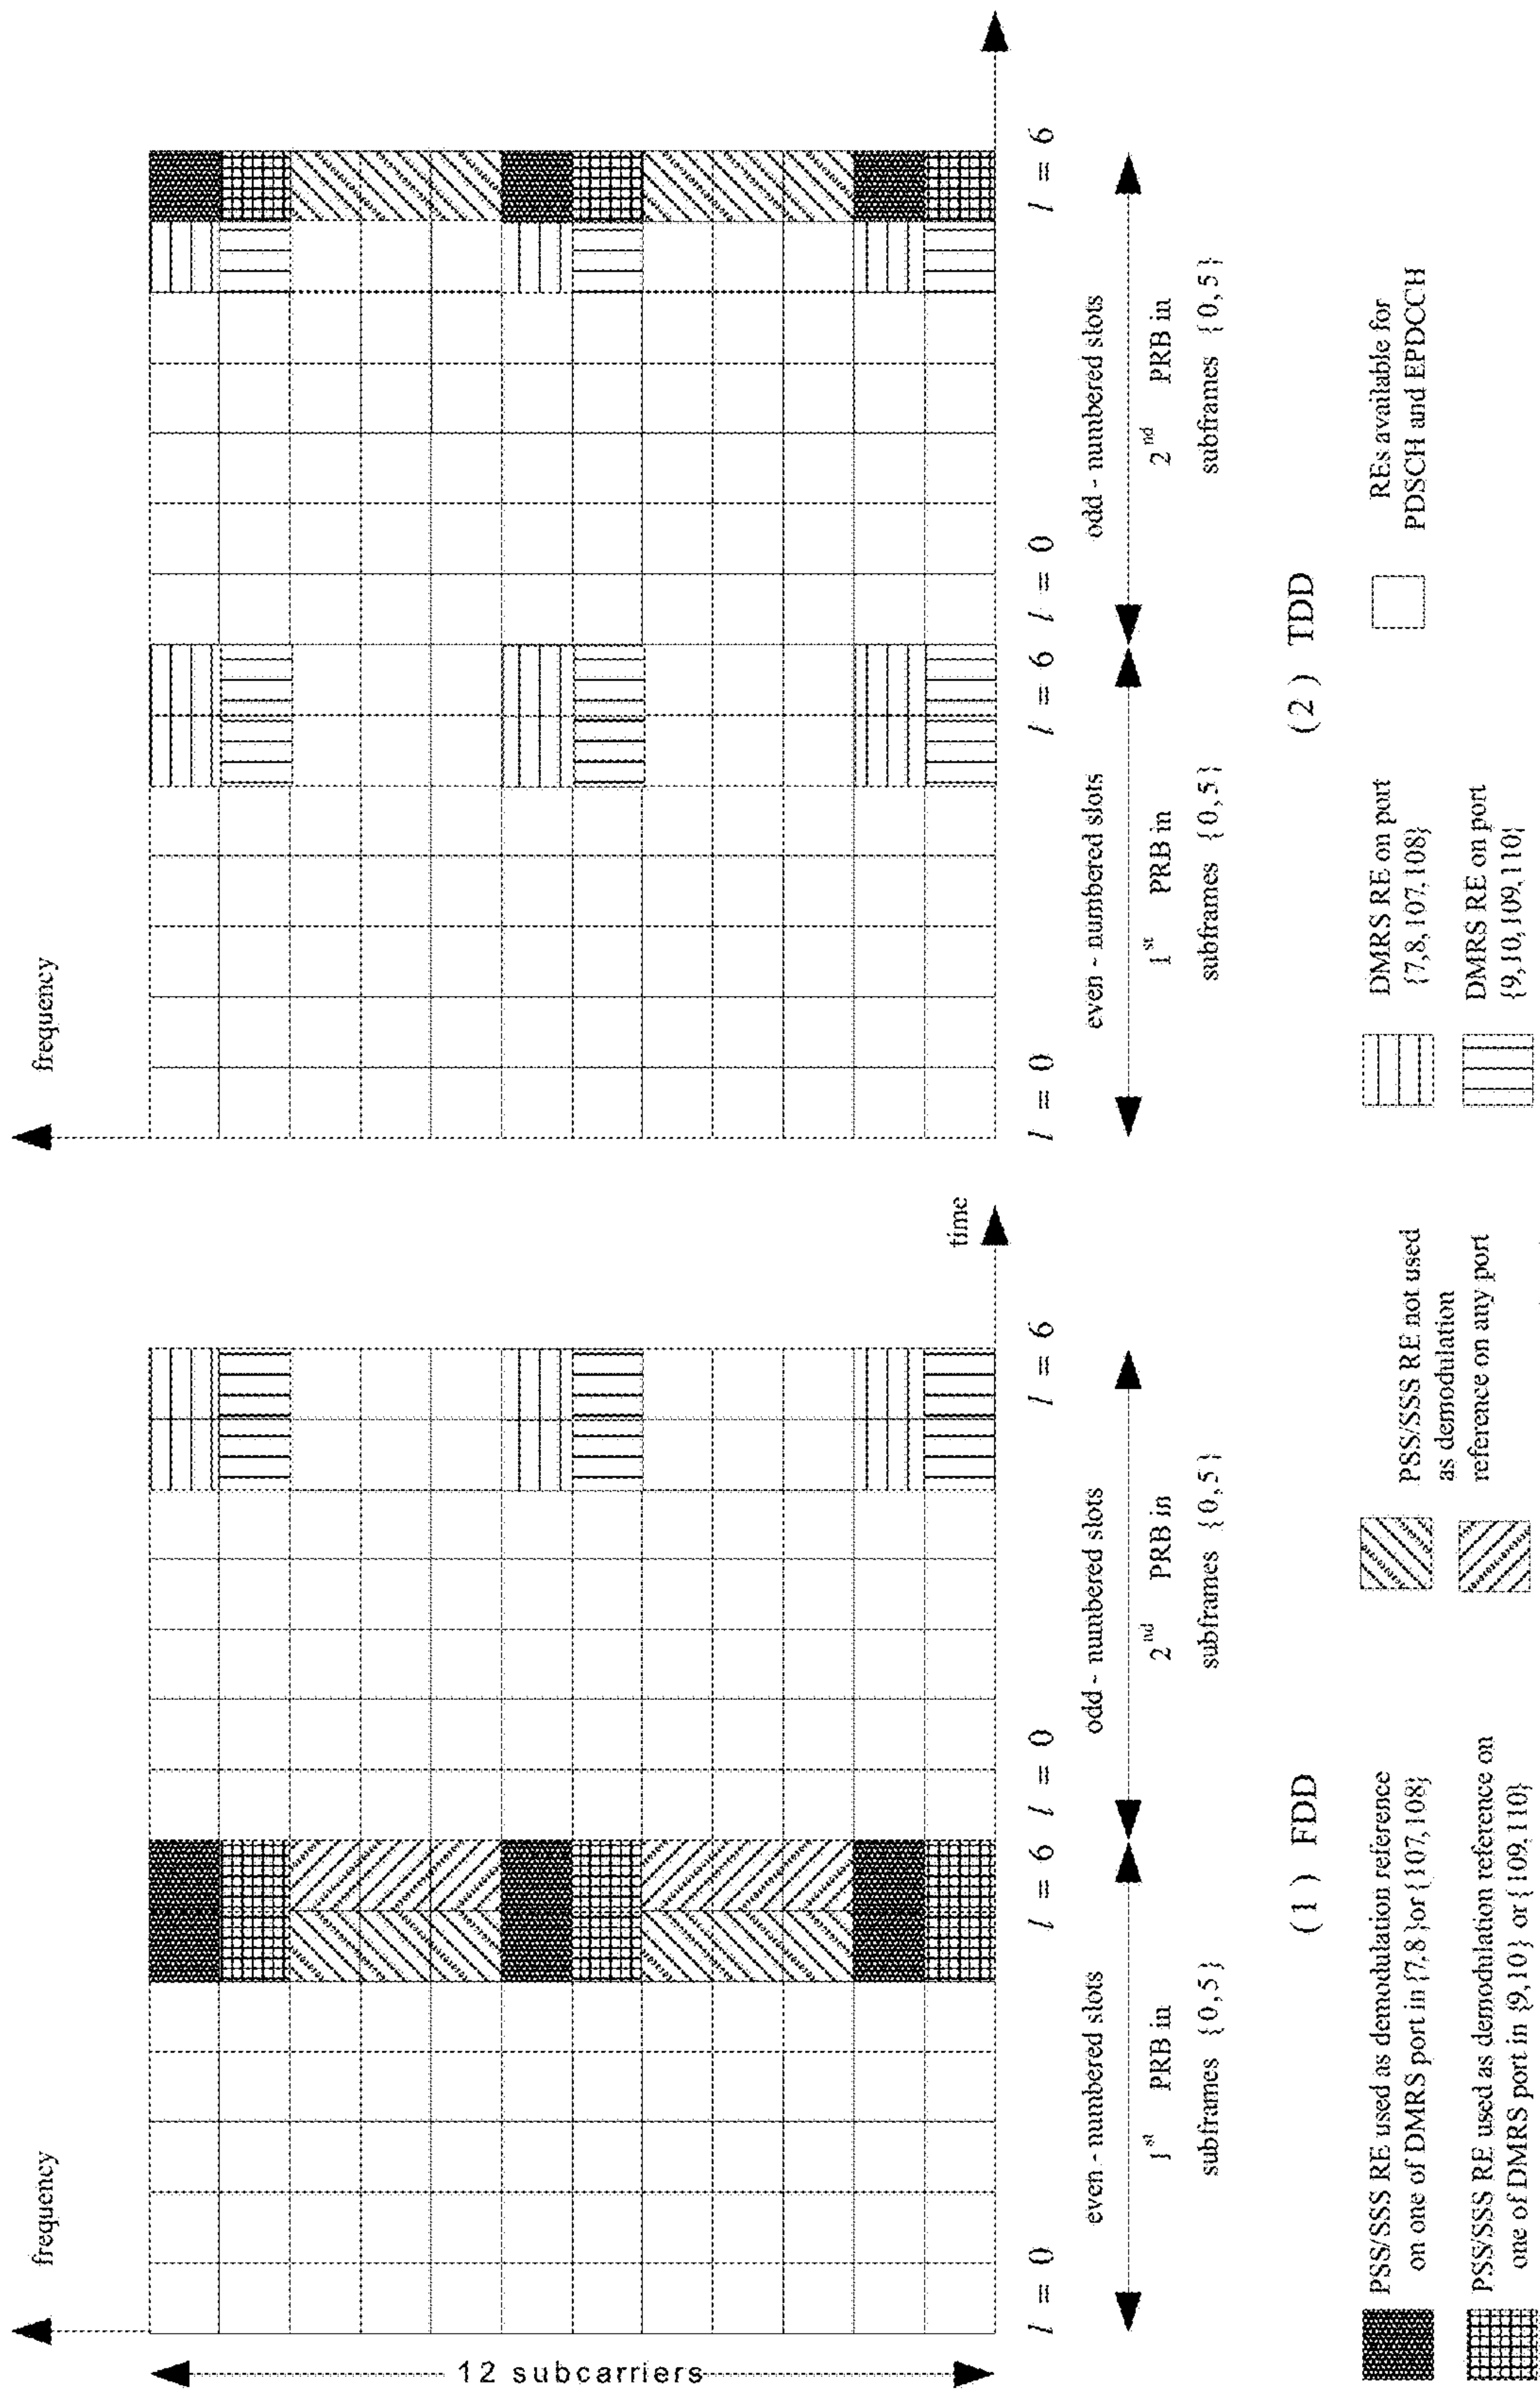 frequency
frequency
12 subcarriers
time
l = 0
l = 6
l = 0
l = 6
l = 0
l = 6
l = 0
l = 6
even - numbered slots
odd - numbered slots
even - numbered slots
odd - numbered slots
1st PRB in
2nd PRB in
1st PRB in
2nd PRB in
subframes {0,5}
subframes {0,5}
subframes {0,5}
subframes {0,5}
(1) FDD
(2) TDD
PSS/SSS RE used as demodulation reference
on one of DMRS port in {7,8} or {107,108}
PSS/SSS RE used as demodulation reference on
one of DMRS port in {9,10} or {109,110}
PSS/SSS RE not used
as demodulation
reference on any port
DMRS RE on port
{7,8,107,108}
DMRS RE on port
{9,10,109,110}
REs available for
PDSCH and EPDCCH